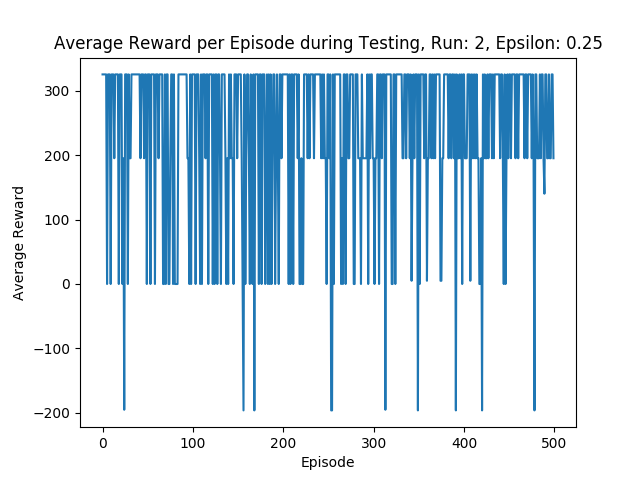 Average Reward per Episode during Testing, Run: 2, Epsilon: 0.25
300
200
100
0
−100
−200
Average Reward
0 100 200 300 400 500
Episode